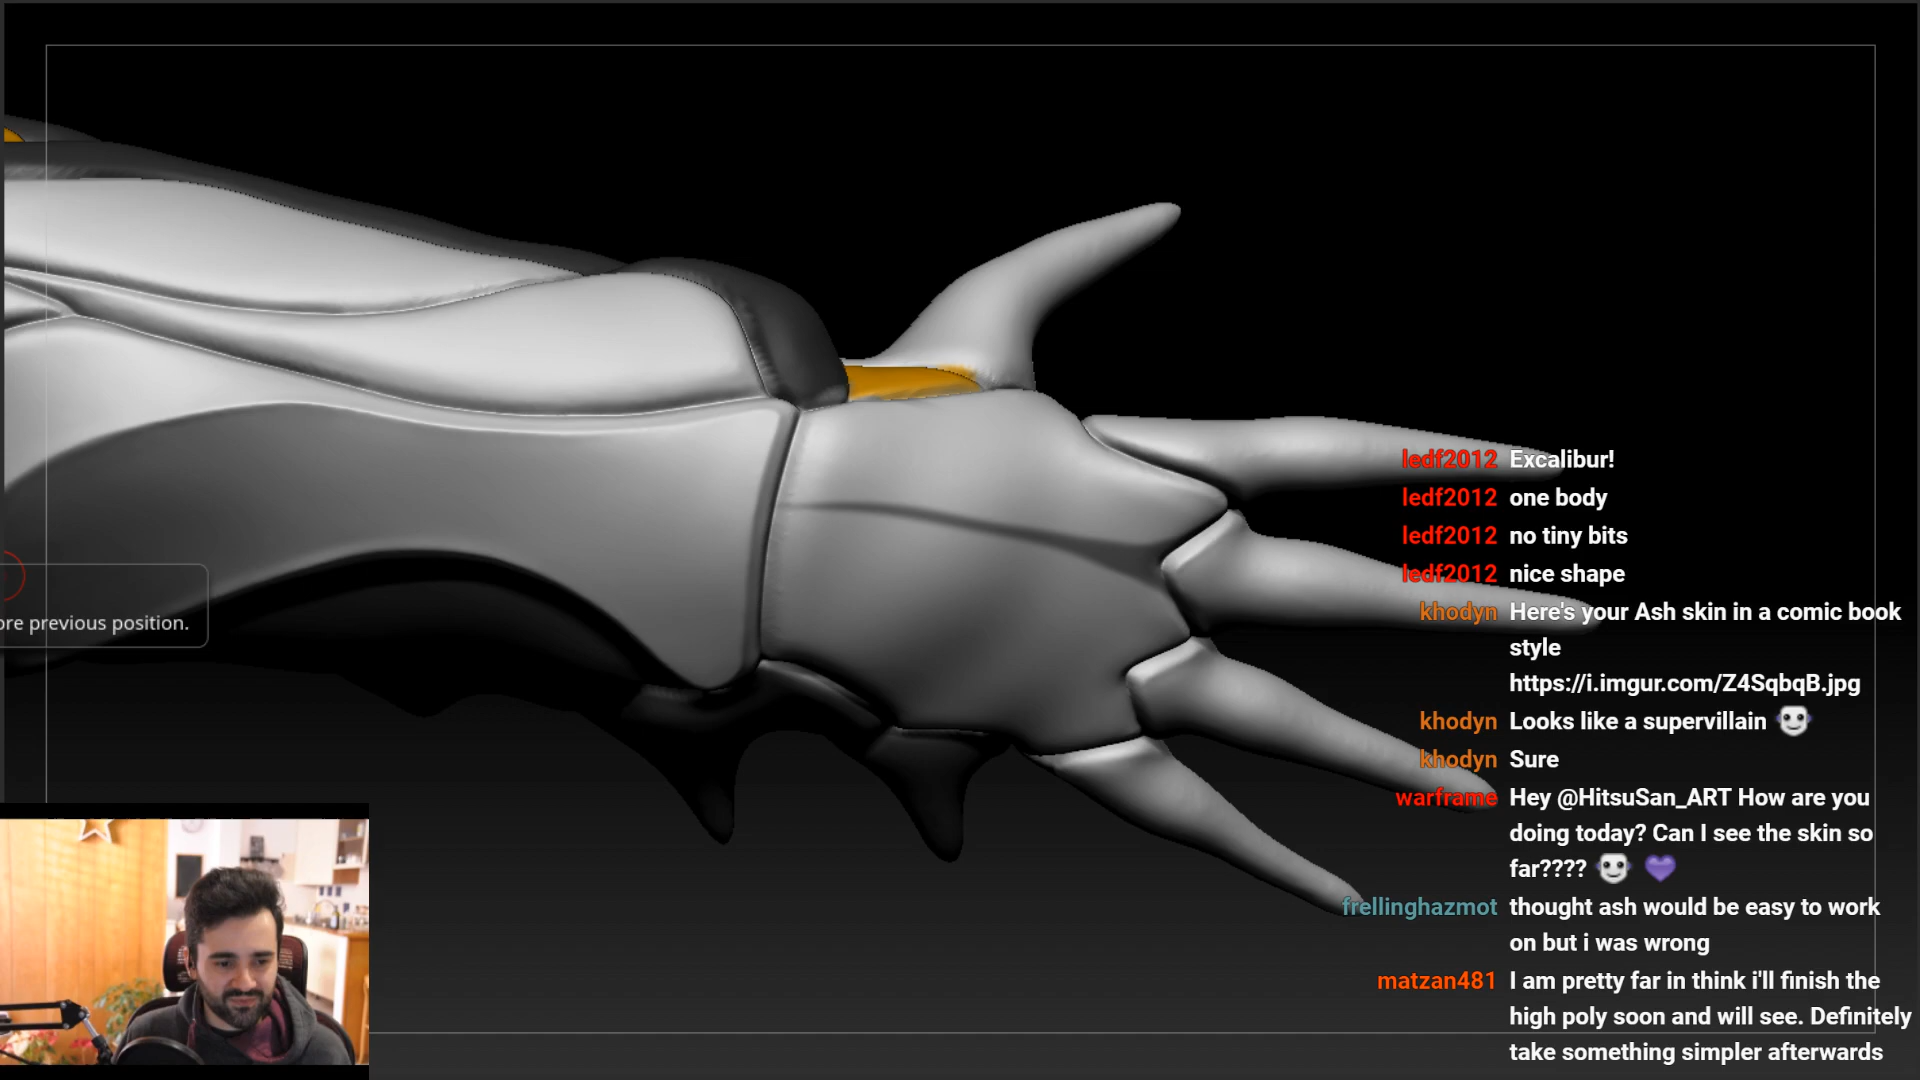 ledf2012 Excalibur!
ledf2012 one body
ledf2012 no tiny bits
ledf2012 nice shape
khodyn Here's your Ash skin in a comic book
style
https://i.imgur.com/Z4SqbqB.jpg
khodyn Looks like a supervillain
khodyn Sure
warframe Hey @HitsuSan_ART How are you
doing today? Can I see the skin so
far????
frellinghazmot thought ash would be easy to work
on but i was wrong
matzan481 I am pretty far in think i'll finish the
high poly soon and will see. Definitely
take something simpler afterwards
ore previous position.